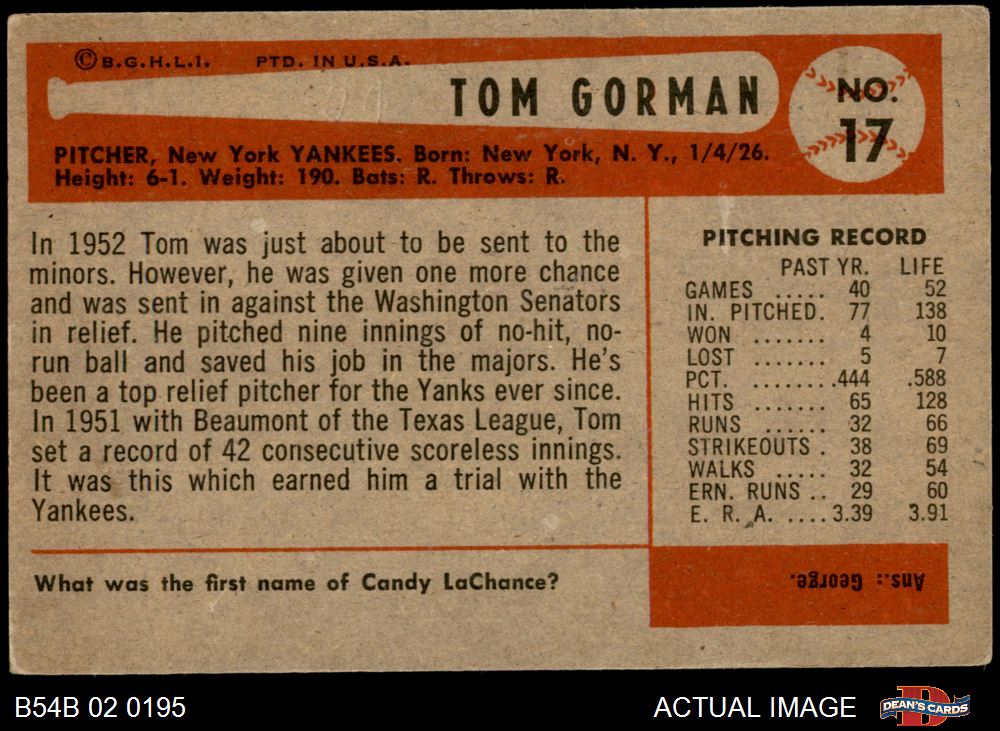 © B.G.H.L.I. PTD. IN U.S.A.
TOM GORMAN
NO.
17
PITCHER, New York YANKEES. Born: New York, N. Y., 1/4/26.
Height: 6-1. Weight: 190. Bats: R. Throws: R.
In 1952 Tom was just about to be sent to the
minors. However, he was given one more chance
and was sent in against the Washington Senators
in relief. He pitched nine innings of no-hit, no-
run ball and saved his job in the majors. He's
been a top relief pitcher for the Yanks ever since.
In 1951 with Beaumont of the Texas League, Tom
set a record of 42 consecutive scoreless innings.
It was this which earned him a trial with the
Yankees.
PITCHING RECORD
PAST YR. LIFE
GAMES ..... 40 52
IN. PITCHED. 77 138
WON ....... 4 10
LOST ....... 5 7
PCT. ........ .444 .588
HITS ....... 65 128
RUNS ...... 32 66
STRIKEOUTS . 38 69
WALKS ..... 32 54
ERN. RUNS .. 29 60
E. R. A. .... 3.39 3.91
What was the first name of Candy LaChance?
Ans.: George.
B54B 02 0195
ACTUAL IMAGE
D
DEAN'S CARDS